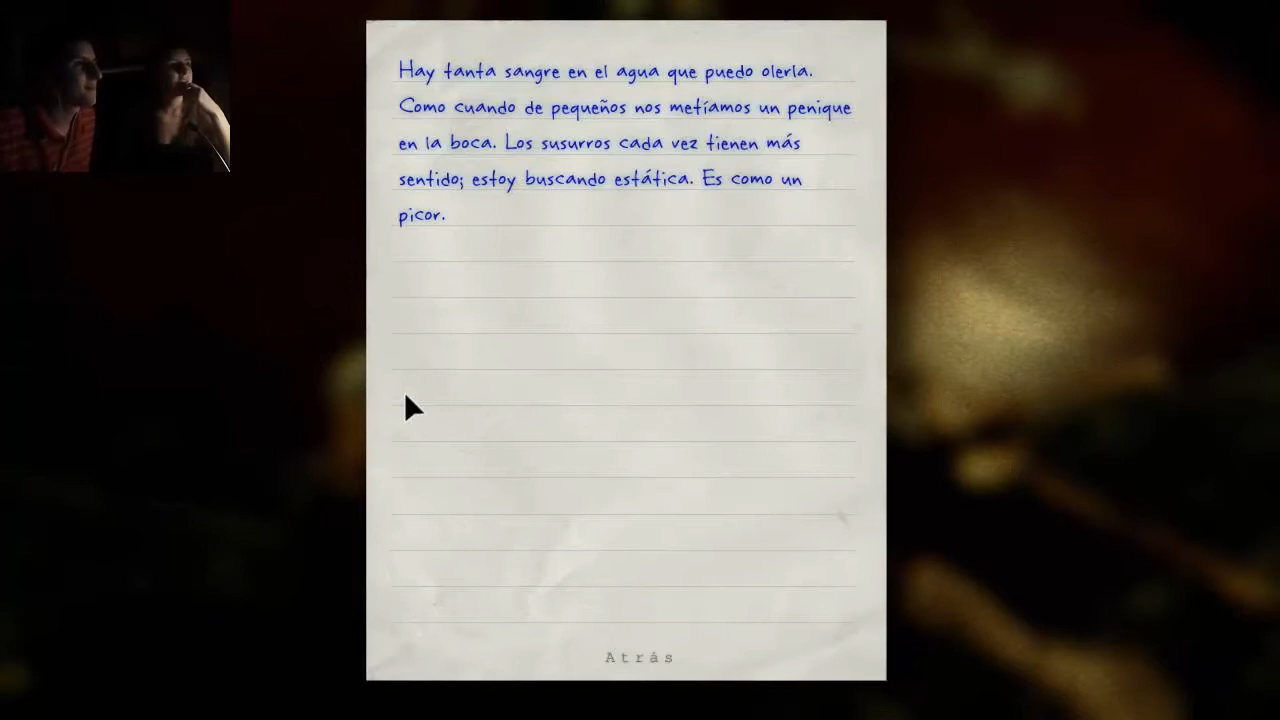 Hay tanta sangre en el agua que puedo olerla.
Como cuando de pequeños nos metíamos un penique
en la boca. Los susurros cada vez tienen más
sentido; estoy buscando estática. Es como un
picor.
Atrás